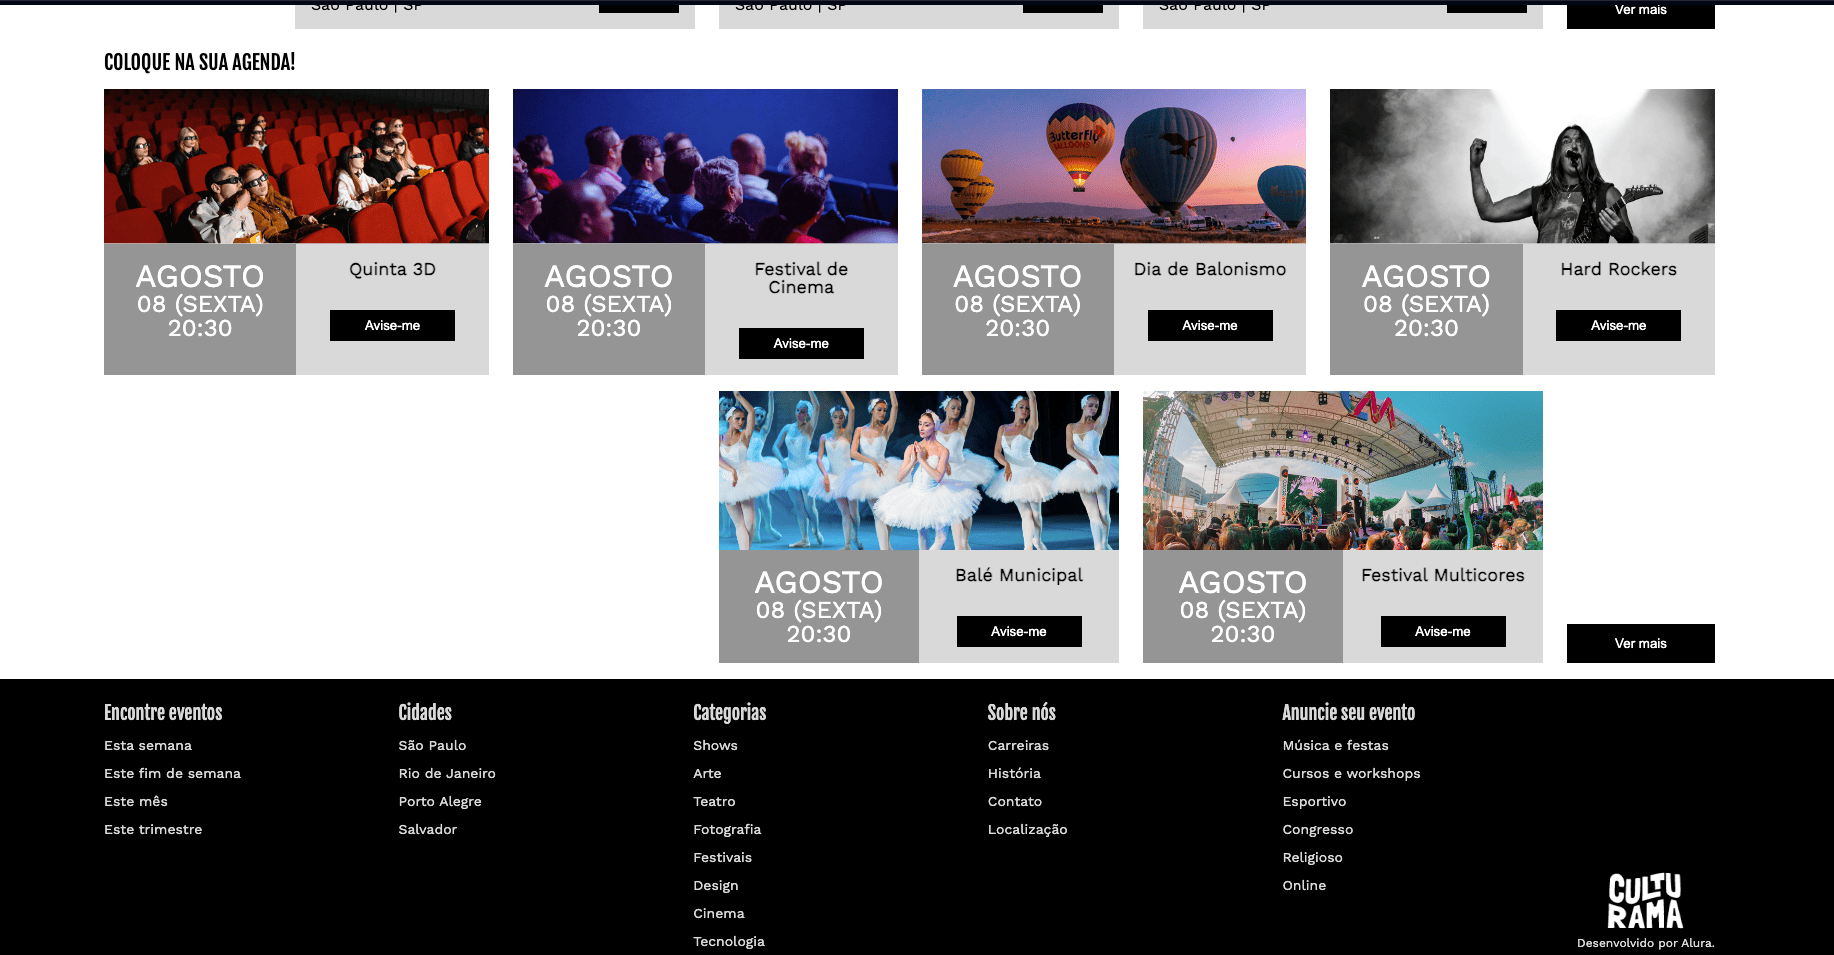 São Paulo | SP
São Paulo | SP
São Paulo | SP
Ver mais
COLOQUE NA SUA AGENDA!
Butterfly
BALLOONS
AGOSTO
08 (SEXTA)
20:30
Quinta 3D
Avise-me
AGOSTO
08 (SEXTA)
20:30
Festival de
Cinema
Avise-me
AGOSTO
08 (SEXTA)
20:30
Dia de Balonismo
Avise-me
AGOSTO
08 (SEXTA)
20:30
Hard Rockers
Avise-me
AGOSTO
08 (SEXTA)
20:30
Balé Municipal
Avise-me
AGOSTO
08 (SEXTA)
20:30
Festival Multicores
Avise-me
Ver mais
Encontre eventos
Esta semana
Este fim de semana
Este mês
Este trimestre
Cidades
São Paulo
Rio de Janeiro
Porto Alegre
Salvador
Categorias
Shows
Arte
Teatro
Fotografia
Festivais
Design
Cinema
Tecnologia
Sobre nós
Carreiras
História
Contato
Localização
Anuncie seu evento
Música e festas
Cursos e workshops
Esportivo
Congresso
Religioso
Online
CULTU
RAMA
Desenvolvido por Alura.